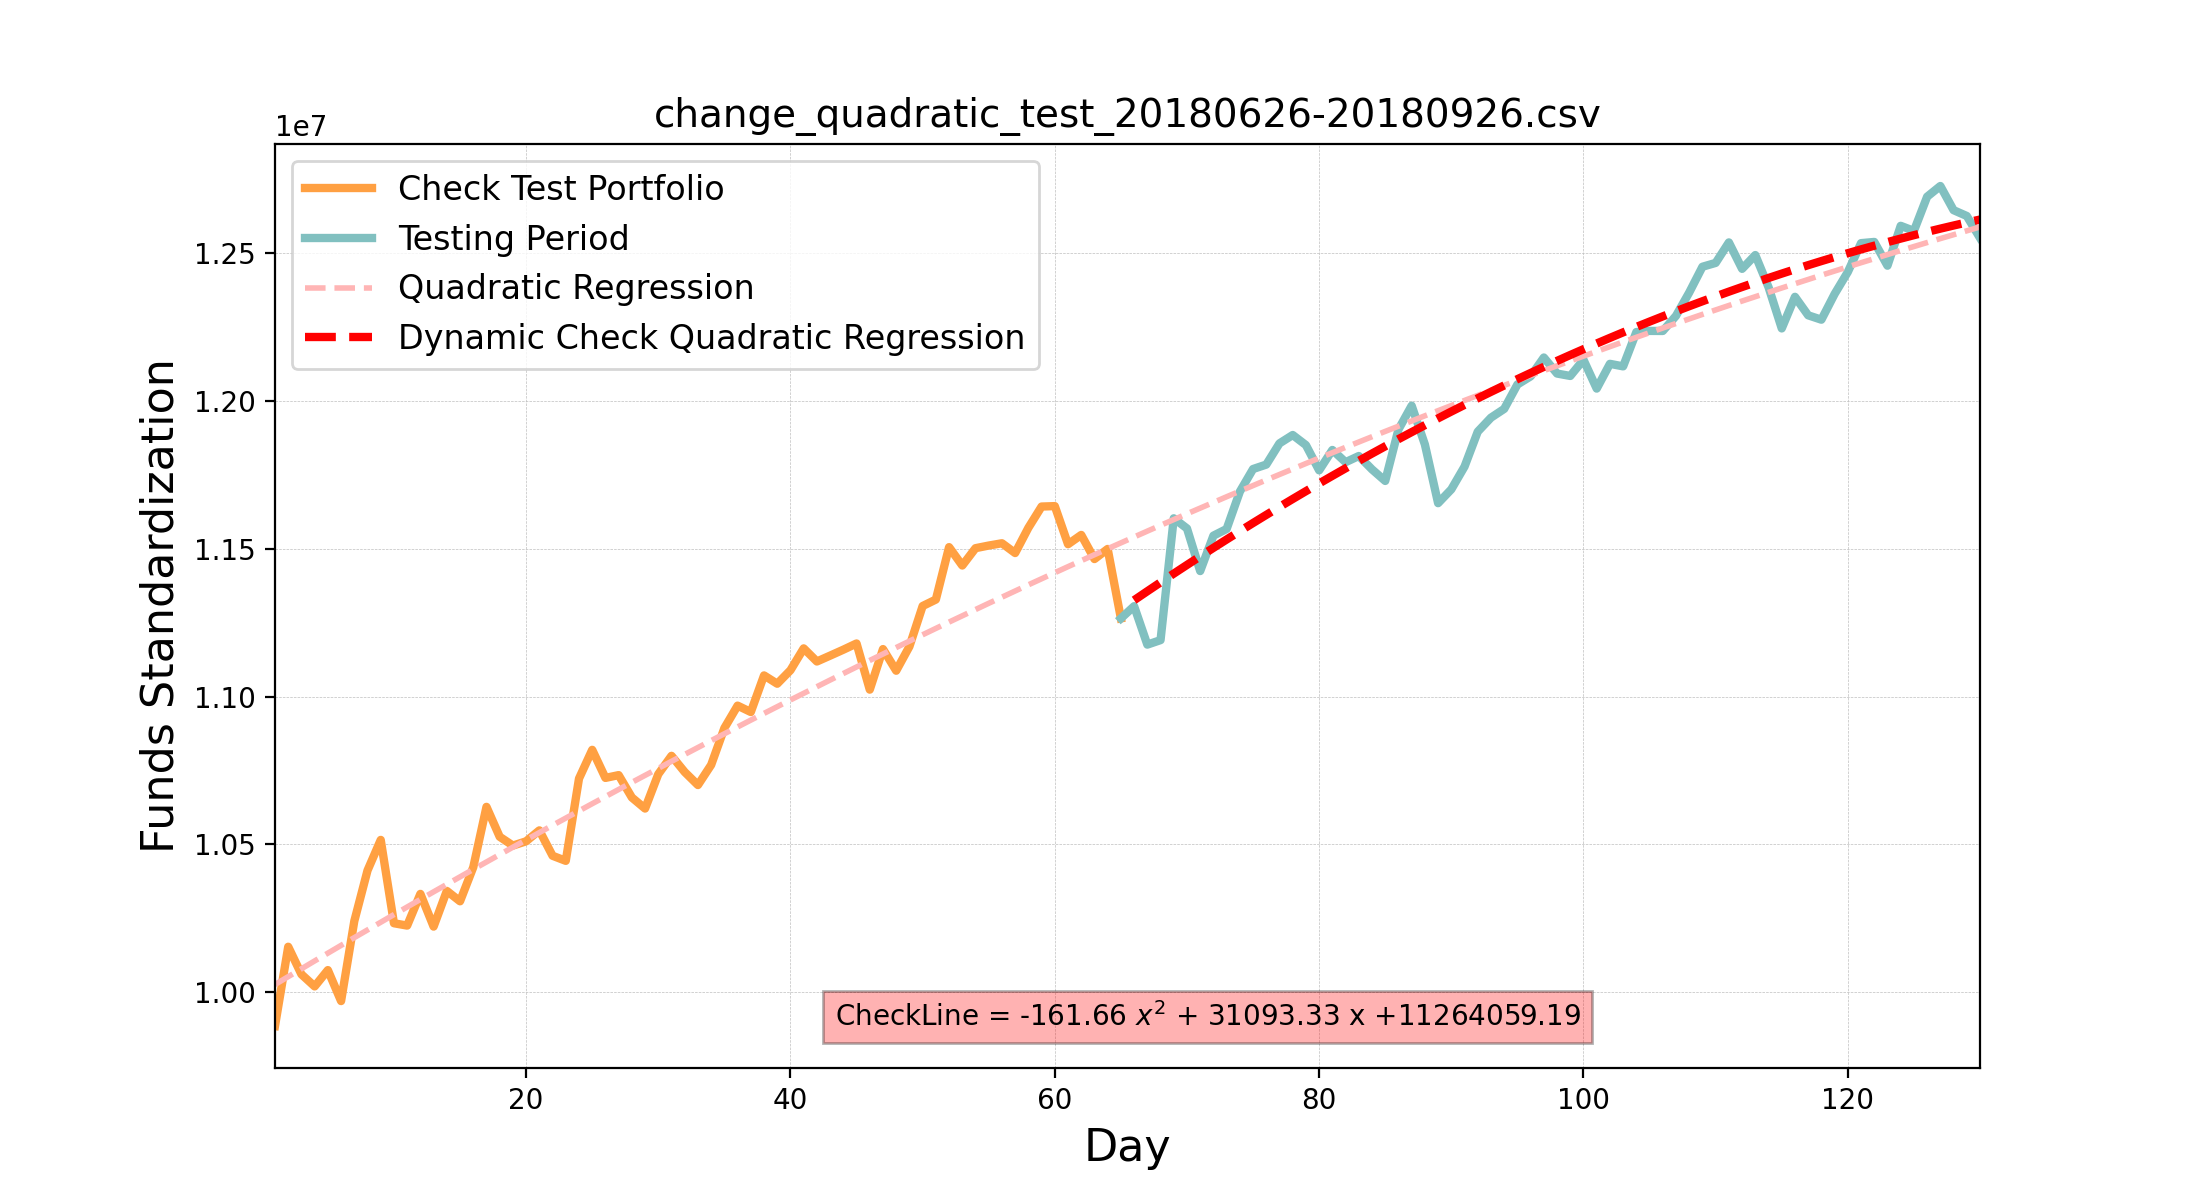 change_quadratic_test_20180626-20180926.csv
1e7
Check Test Portfolio
Testing Period
Quadratic Regression
Dynamic Check Quadratic Regression
1.25
1.20
1.15
1.10
1.05
1.00
Funds Standardization
CheckLine = -161.66 x² + 31093.33 x +11264059.19
20 40 60 80 100 120
Day